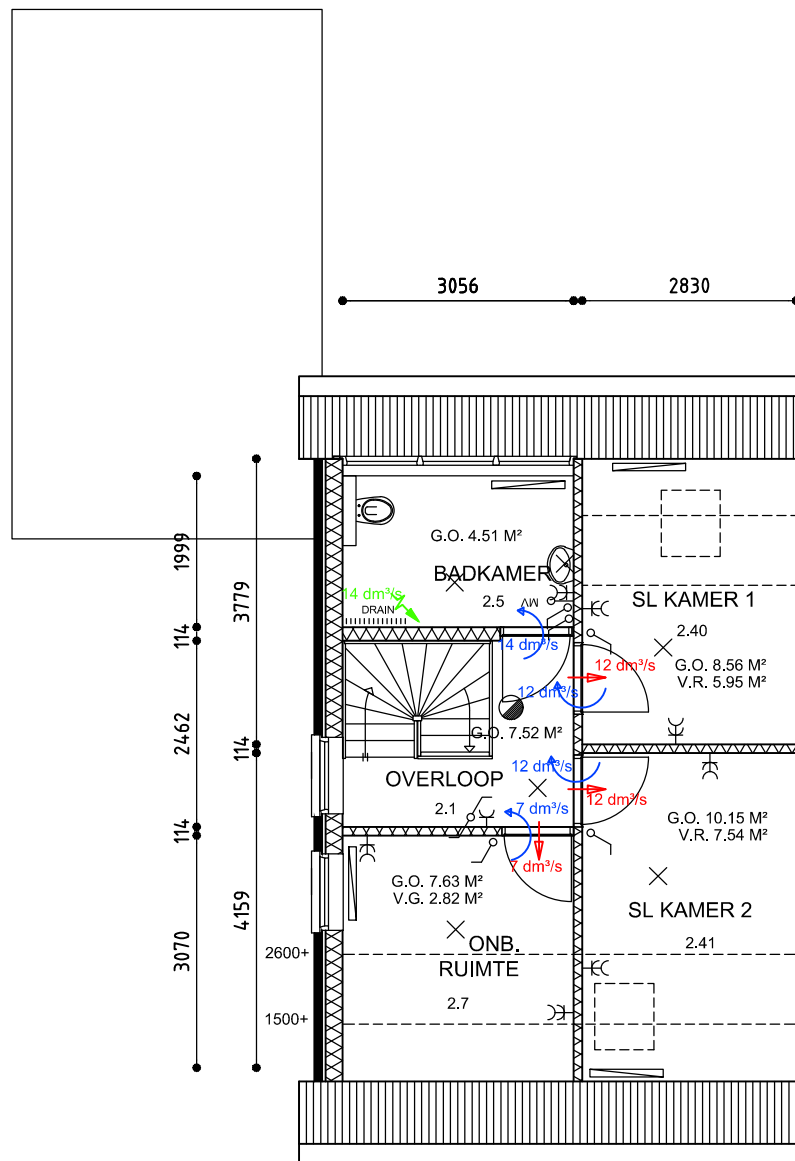 3056
2830
1999
114
2462
114
3070
3779
114
4159
G.O. 4.51 M²
BADKAMER
14 dm³/s
DRAIN
2.5
MV
14 dm³/s
SL KAMER 1
2.40
G.O. 8.56 M²
V.R. 5.95 M²
12 dm³/s
12 dm³/s
G.O. 7.52 M²
OVERLOOP
2.1
12 dm³/s
12 dm³/s
7 dm³/s
7 dm³/s
G.O. 10.15 M²
V.R. 7.54 M²
SL KAMER 2
2.41
G.O. 7.63 M²
V.G. 2.82 M²
ONB.
RUIMTE
2.7
2600+
1500+